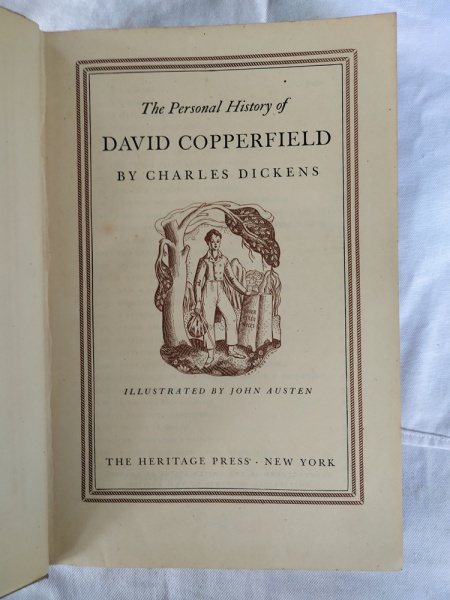 The Personal History of
DAVID COPPERFIELD
BY CHARLES DICKENS
ILLUSTRATED BY JOHN AUSTEN
THE HERITAGE PRESS · NEW YORK